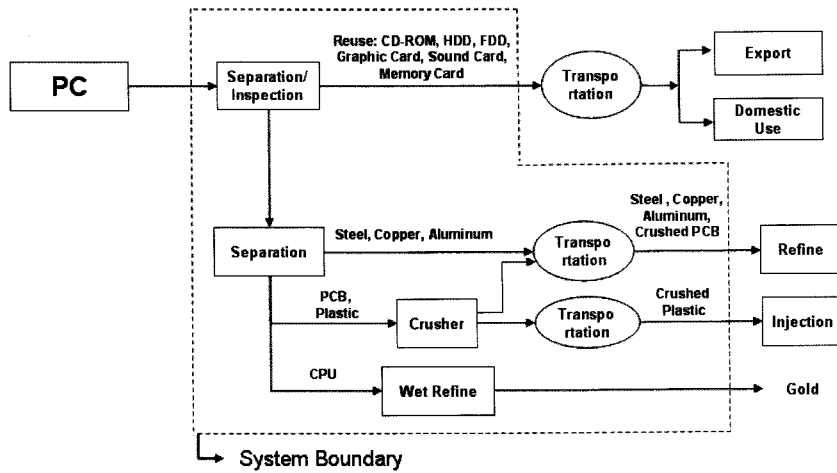 PC
Separation/
Inspection
Reuse: CD-ROM, HDD, FDD,
Graphic Card, Sound Card,
Memory Card
Transpo
rtation
Export
Domestic
Use
Separation
Steel, Copper, Aluminum
Transpo
rtation
Steel , Copper,
Aluminum,
Crushed PCB
Refine
PCB,
Plastic
Crusher
Transpo
rtation
Crushed
Plastic
Injection
CPU
Wet Refine
Gold
System Boundary